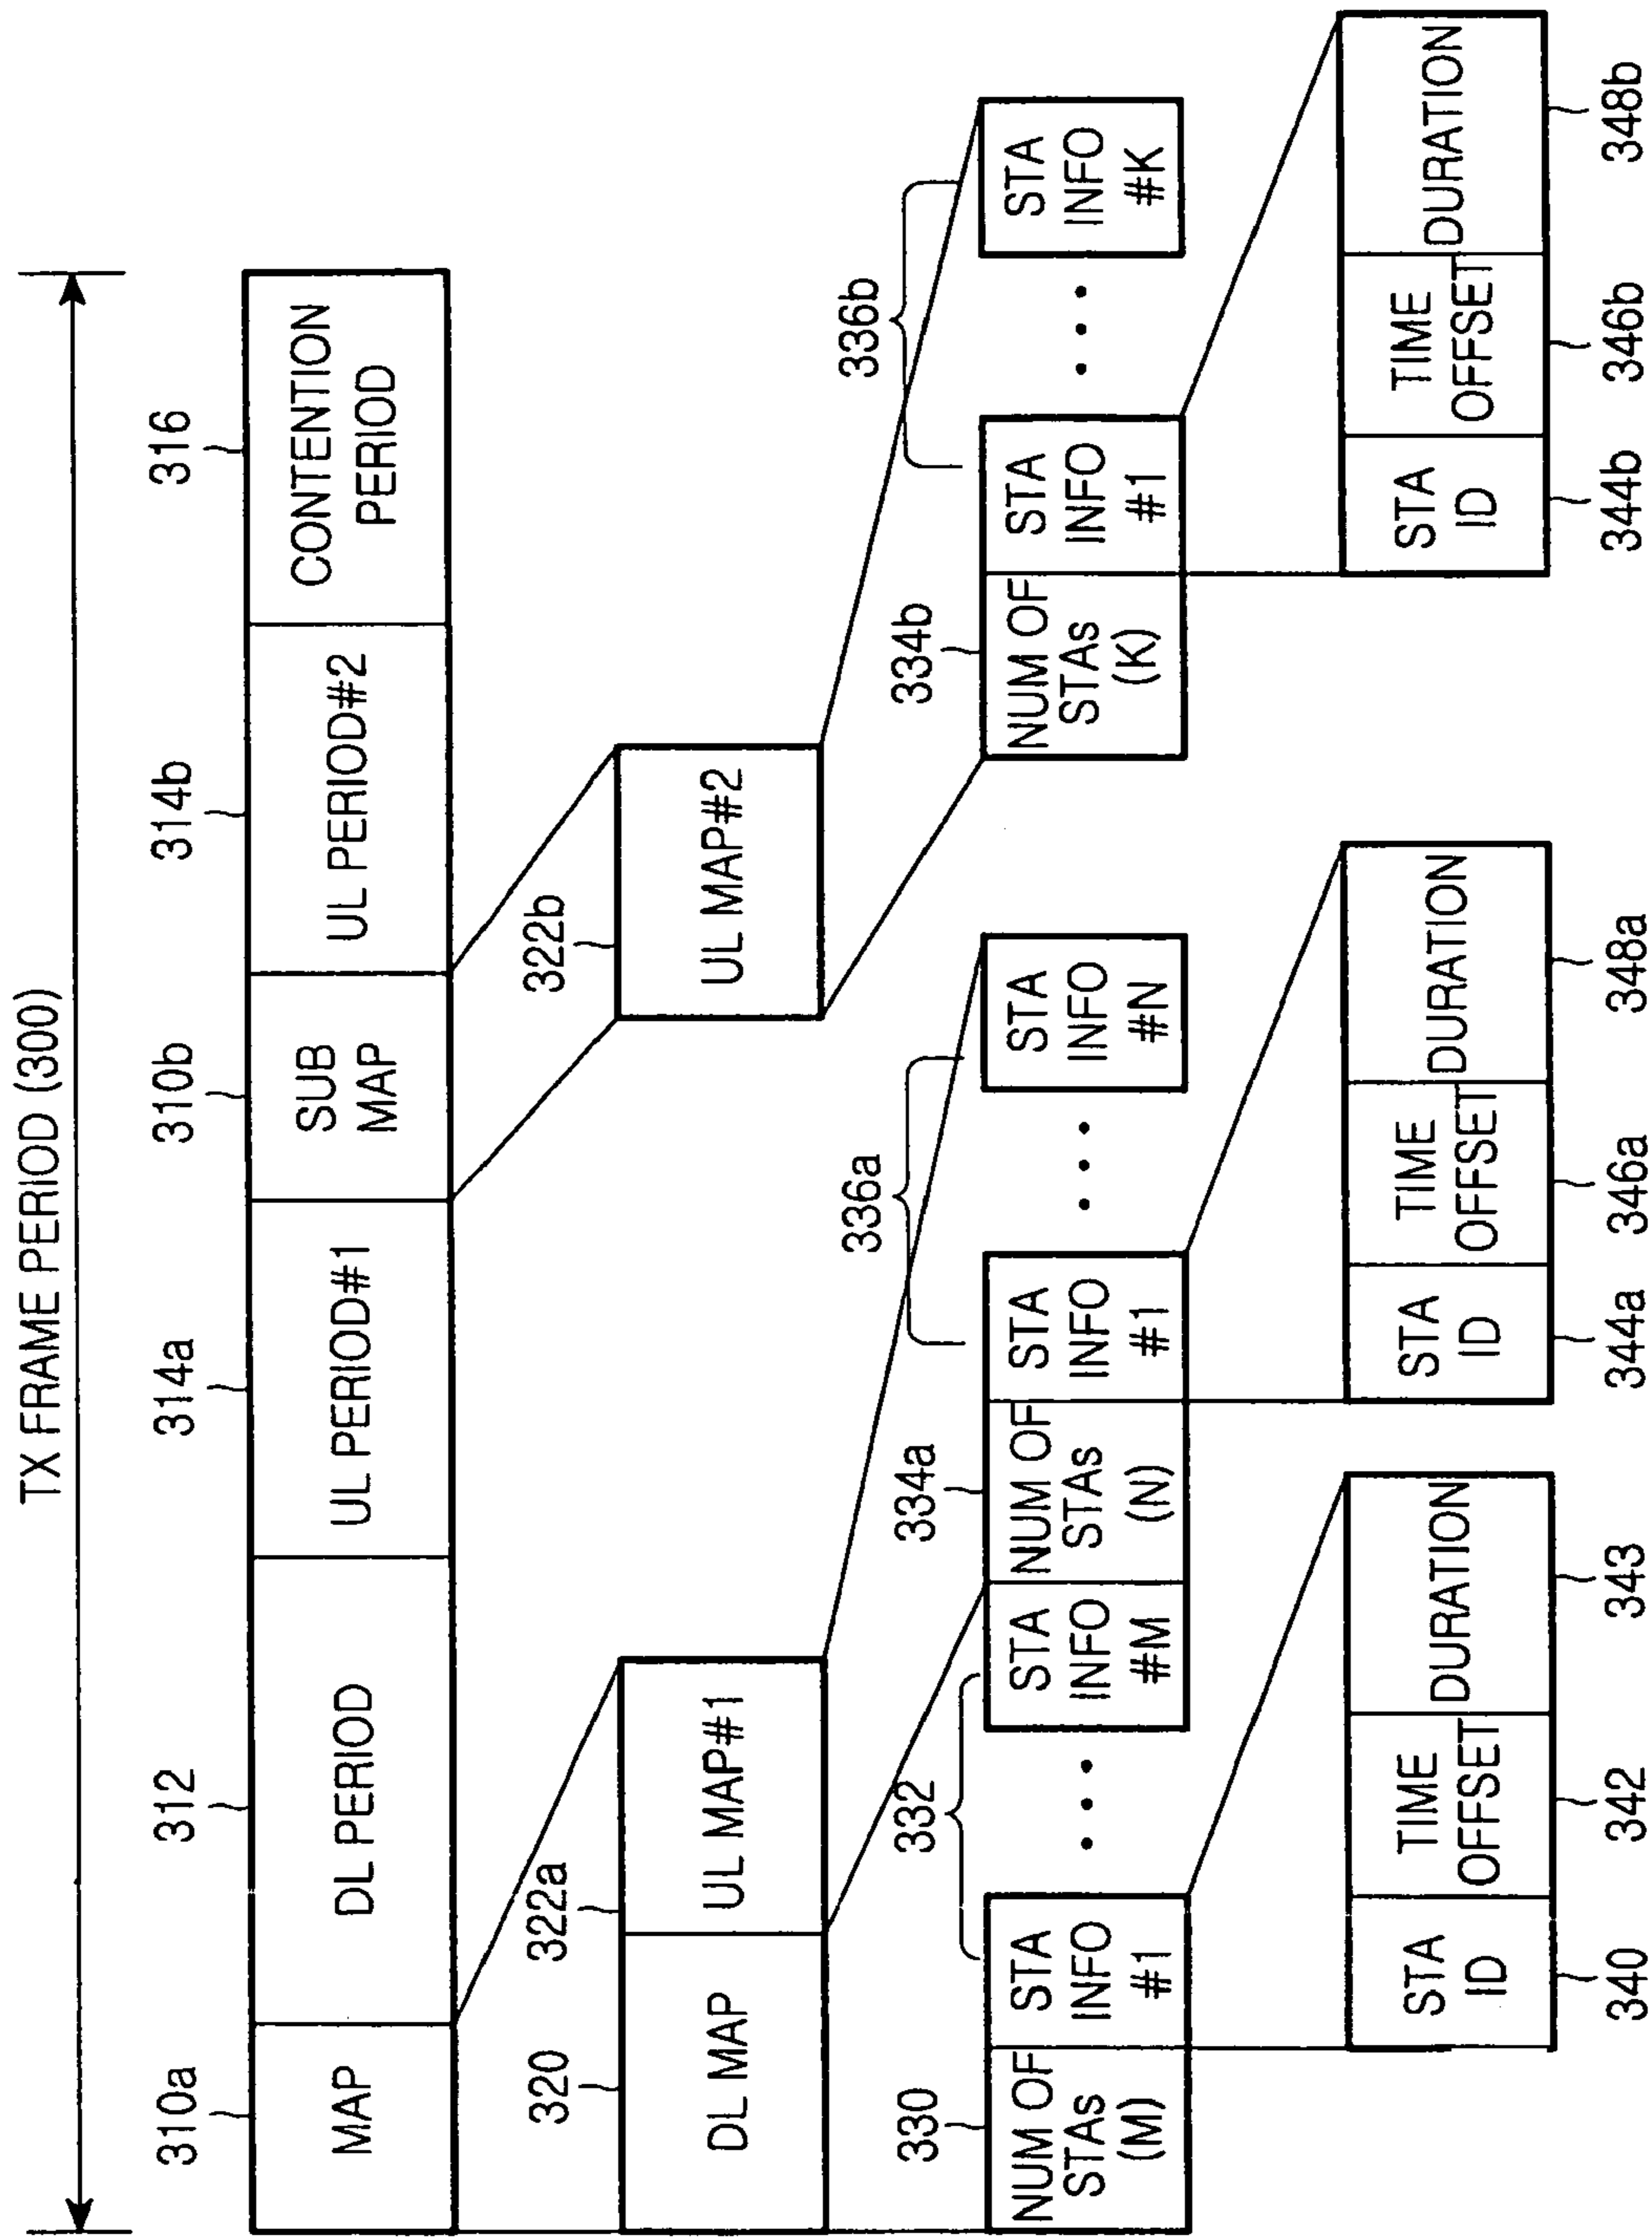 TX FRAME PERIOD (300)
310a
312
314a
310b
314b
316
MAP
DL PERIOD
UL PERIOD#1
SUB
MAP
UL PERIOD#2
CONTENTION
PERIOD
320
322a
322b
DL MAP
UL MAP#1
UL MAP#2
330
332
334a
336a
334b
336b
NUM OF
STAs
(M)
STA
INFO
#1
• • •
STA
INFO
#M
NUM OF
STAs
(N)
STA
INFO
#1
• • •
STA
INFO
#N
NUM OF
STAs
(K)
STA
INFO
#1
• • •
STA
INFO
#K
STA
ID
TIME
OFFSET
DURATION
STA
ID
TIME
OFFSET
DURATION
STA
ID
TIME
OFFSET
DURATION
340
342
343
344a
346a
348a
344b
346b
348b